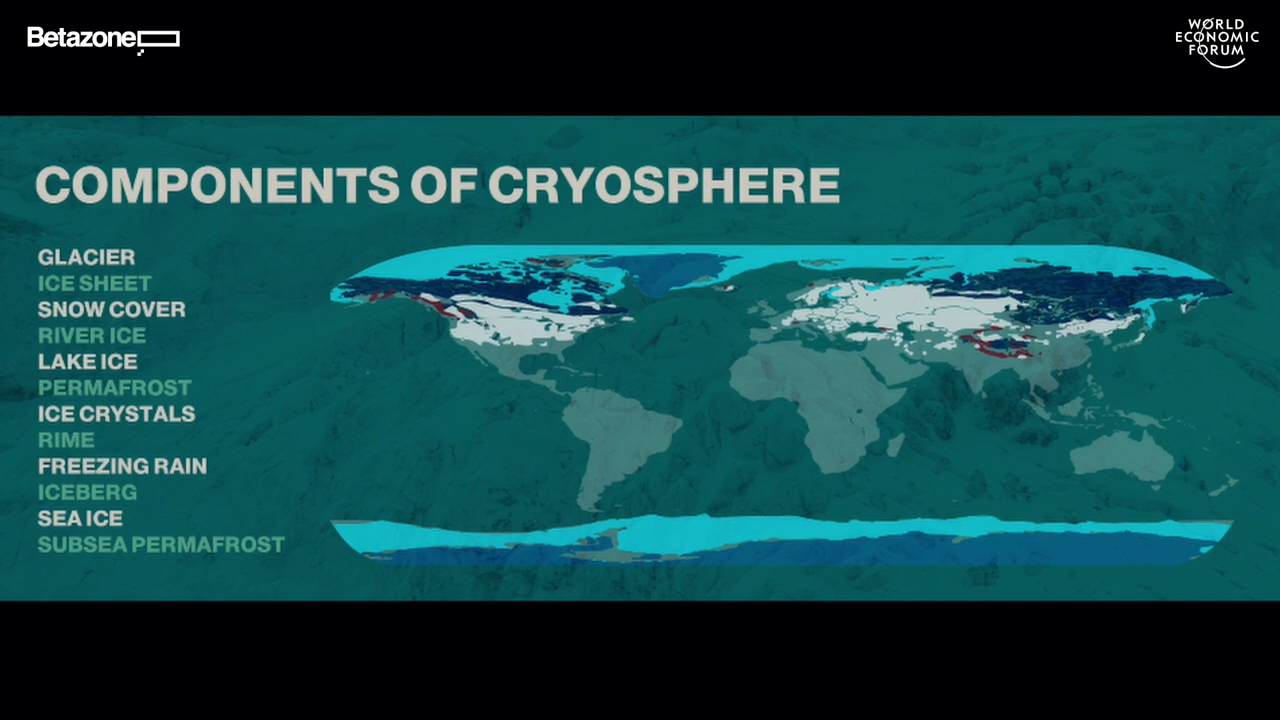 Betazone
WORLD
ECONOMIC
FORUM
COMPONENTS OF CRYOSPHERE
GLACIER
ICE SHEET
SNOW COVER
RIVER ICE
LAKE ICE
PERMAFROST
ICE CRYSTALS
RIME
FREEZING RAIN
ICEBERG
SEA ICE
SUBSEA PERMAFROST